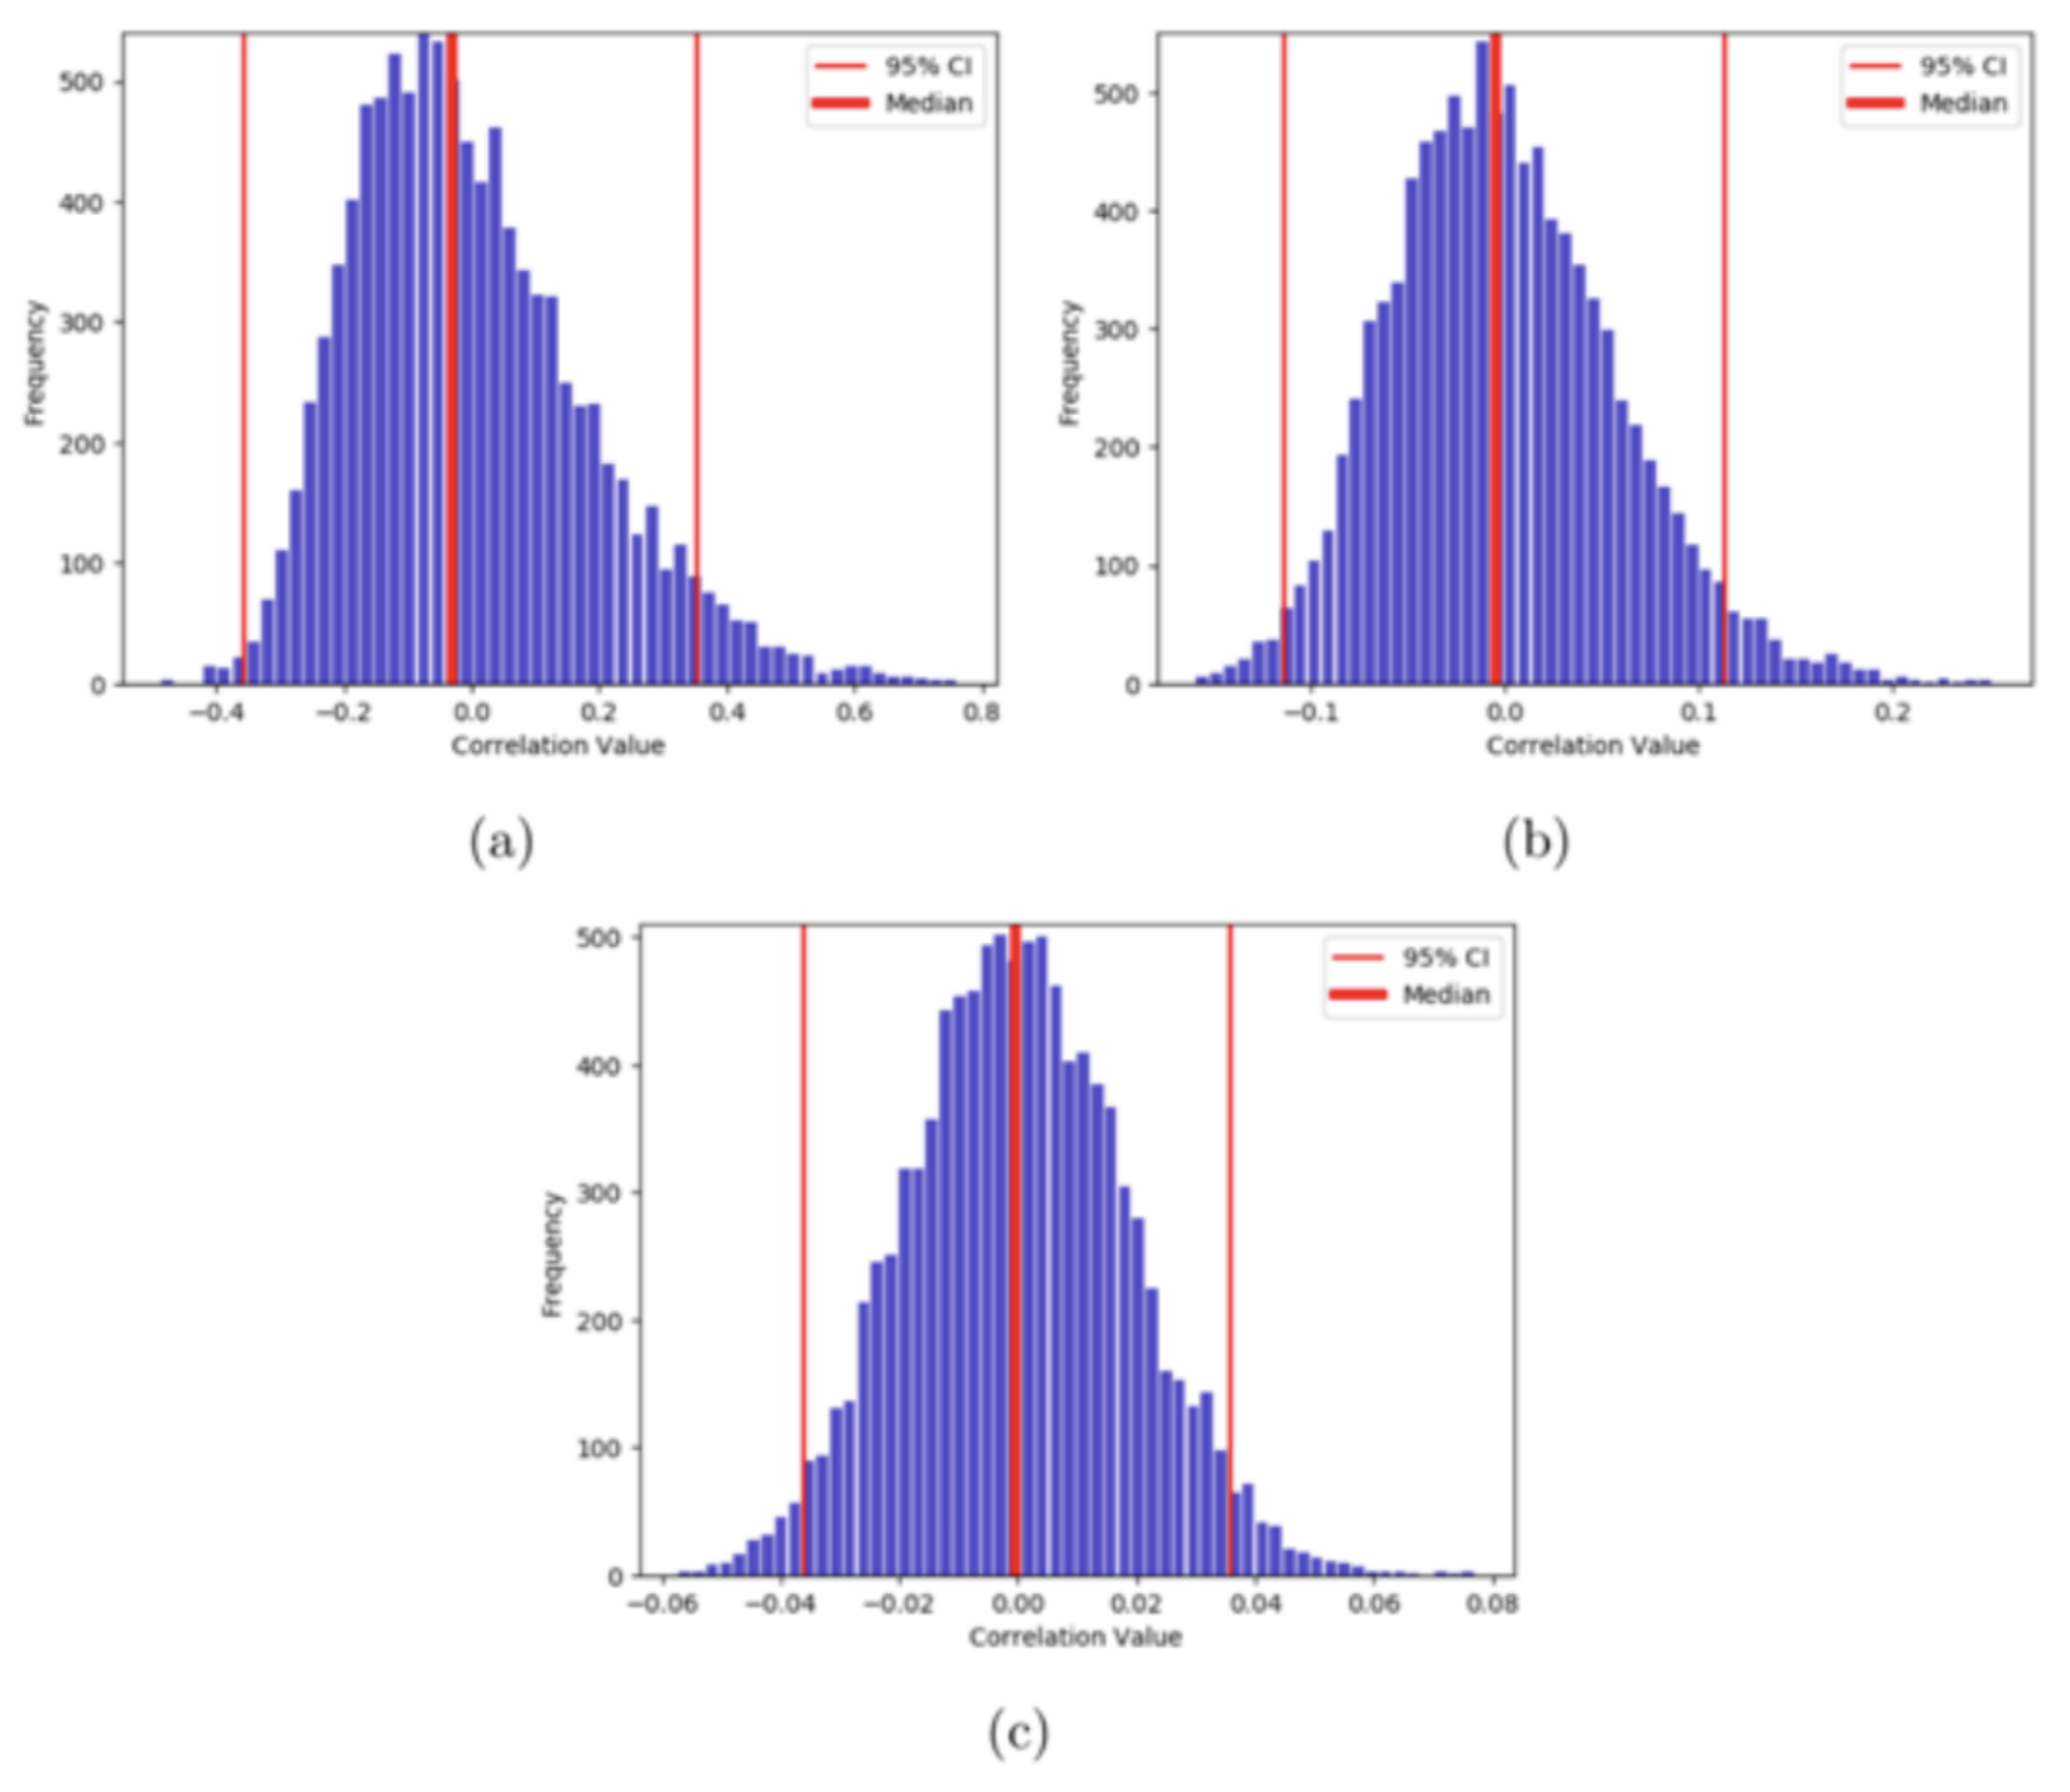 95% CI
Median
500
400
300
200
100
0
Frequency
−0.4 −0.2 0.0 0.2 0.4 0.6 0.8
Correlation Value
(a)
95% CI
Median
500
400
300
200
100
0
Frequency
−0.1 0.0 0.1 0.2
Correlation Value
(b)
95% CI
Median
500
400
300
200
100
0
Frequency
−0.06 −0.04 −0.02 0.00 0.02 0.04 0.06 0.08
Correlation Value
(c)